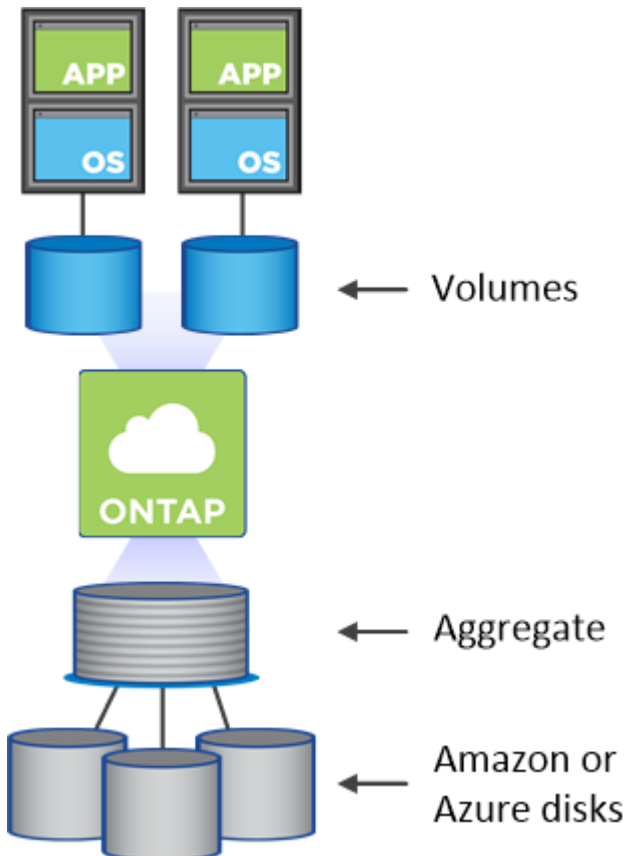 APP APP
OS OS
Volumes
ONTAP
Aggregate
Amazon or
Azure disks